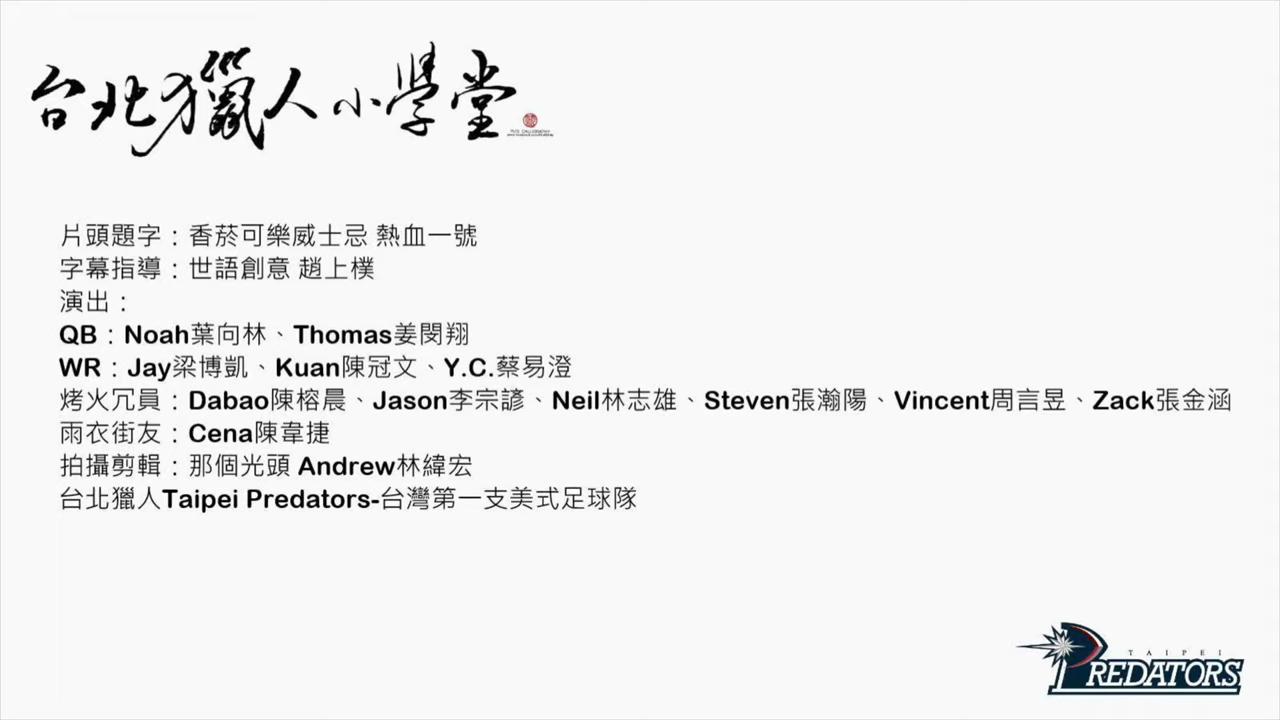 台北獵人小學堂
片頭題字：香菸可樂威士忌 熱血一號
字幕指導：世語創意 趙上樸
演出：
QB：Noah葉向林、Thomas姜閔翔
WR：Jay梁博凱、Kuan陳冠文、Y.C.蔡易澄
烤火冗員：Dabao陳榕晨、Jason李宗諺、Neil林志雄、Steven張瀚陽、Vincent周言昱、Zack張金涵
雨衣街友：Cena陳韋捷
拍攝剪輯：那個光頭 Andrew林緯宏
台北獵人Taipei Predators-台灣第一支美式足球隊
TAIPEI
PREDATORS